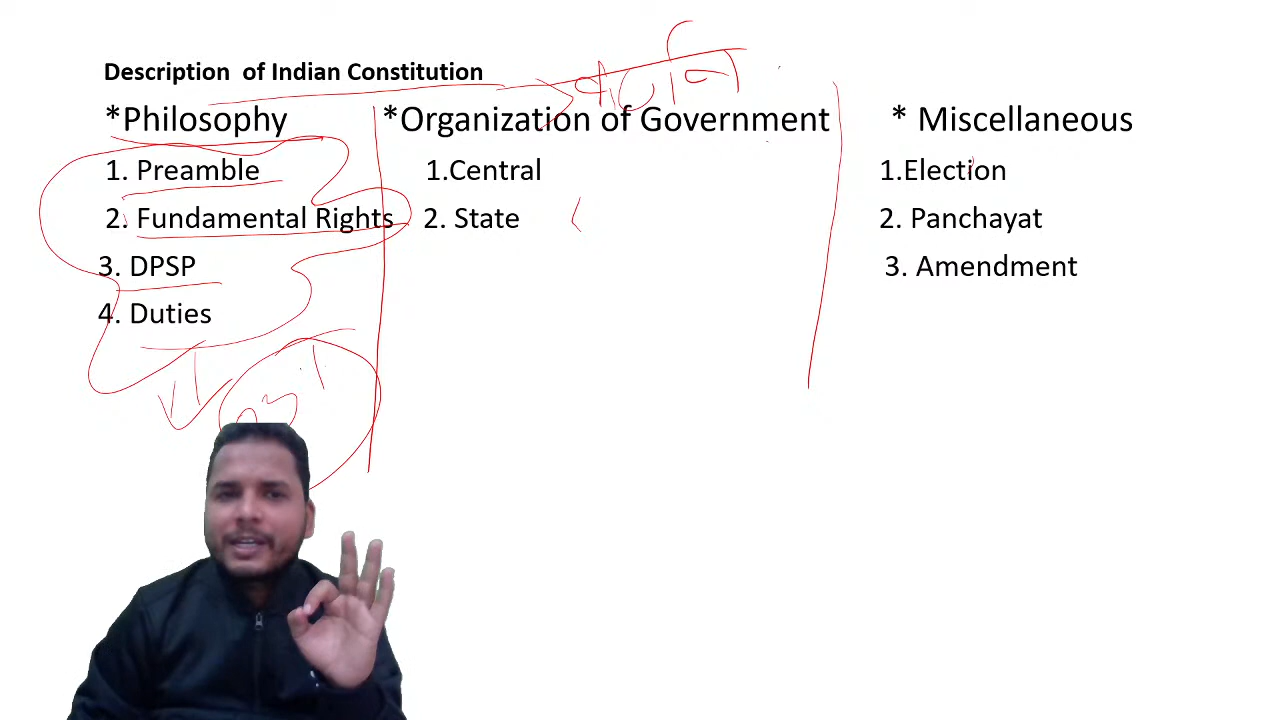 Description of Indian Constitution
*Philosophy
1. Preamble
2. Fundamental Rights
3. DPSP
4. Duties
*Organization of Government
1.Central
2. State
* Miscellaneous
1.Election
2. Panchayat
3. Amendment